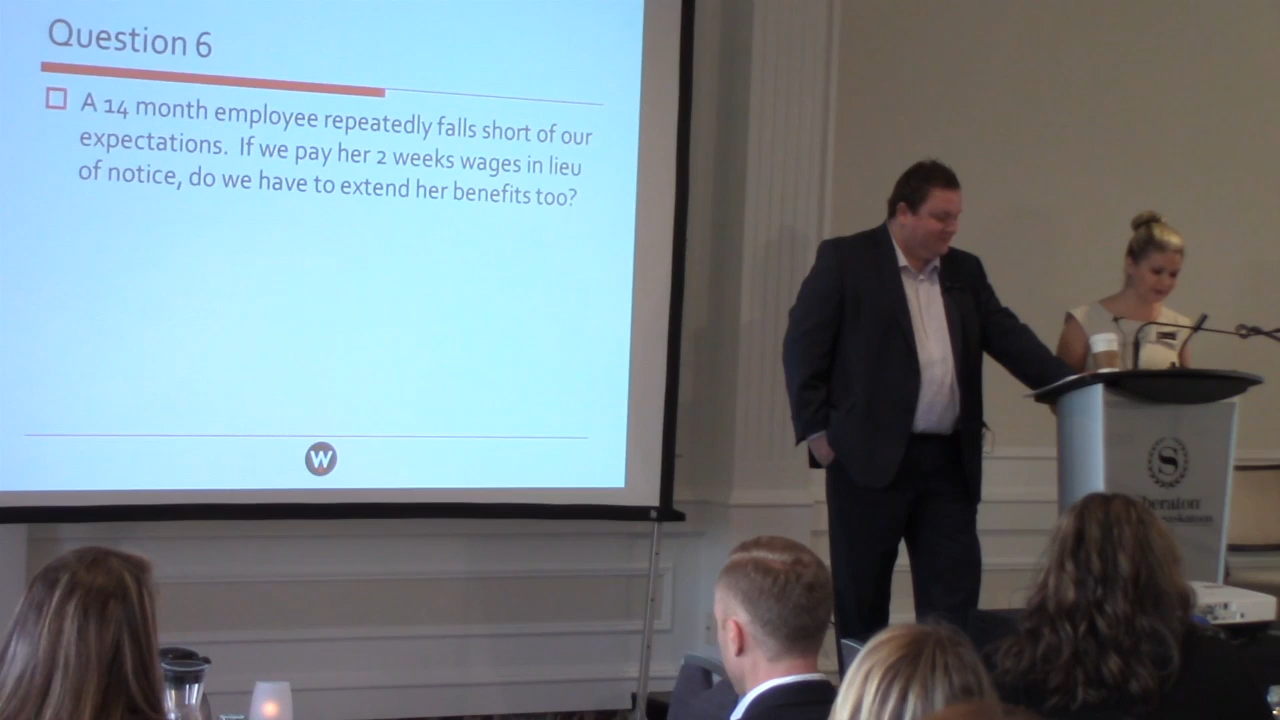 Question 6
A 14 month employee repeatedly falls short of our
expectations. If we pay her 2 weeks wages in lieu
of notice, do we have to extend her benefits too?
W
S